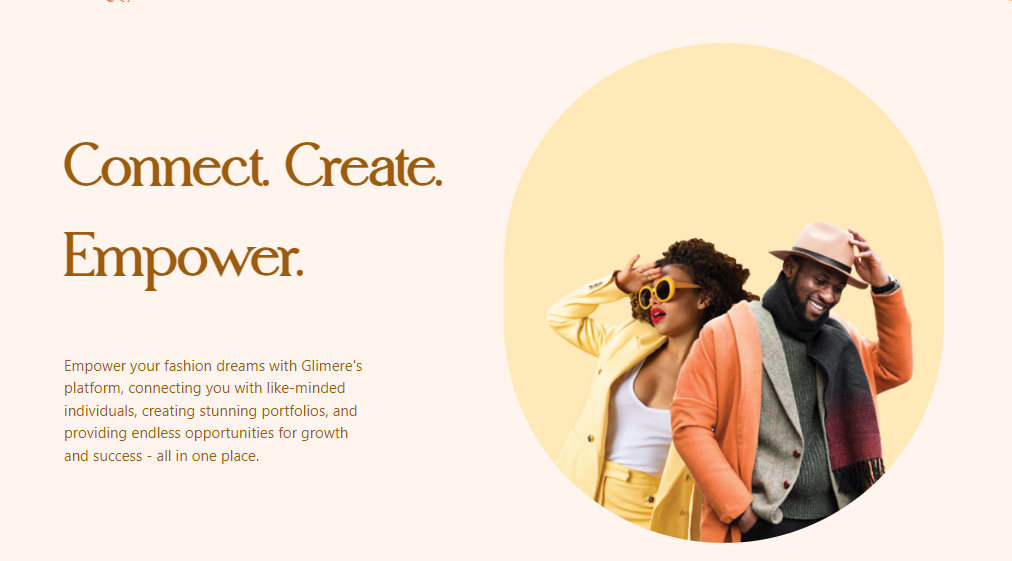 Connect. Create.
Empower.
Empower your fashion dreams with Glimere's
platform, connecting you with like-minded
individuals, creating stunning portfolios, and
providing endless opportunities for growth
and success - all in one place.